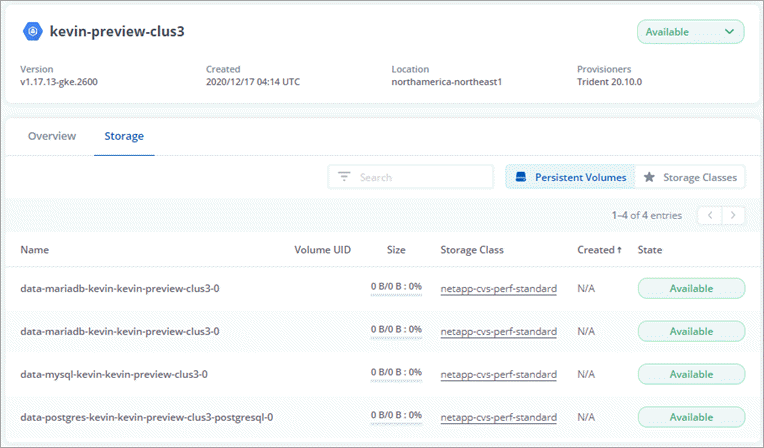 kevin-preview-clus3
Available
Version Created Location Provisioners
v1.17.13-gke.2600 2020/12/17 04:14 UTC northamerica-northeast1 Trident 20.10.0
Overview Storage
Search Persistent Volumes Storage Classes
1–4 of 4 entries
Name Volume UID Size Storage Class Created ↑ State
data-mariadb-kevin-kevin-preview-clus3-0 0 B/0 B : 0% netapp-cvs-perf-standard N/A Available
data-mariadb-kevin-kevin-preview-clus3-0 0 B/0 B : 0% netapp-cvs-perf-standard N/A Available
data-mysql-kevin-kevin-preview-clus3-0 0 B/0 B : 0% netapp-cvs-perf-standard N/A Available
data-postgres-kevin-kevin-preview-clus3-postgresql-0 0 B/0 B : 0% netapp-cvs-perf-standard N/A Available